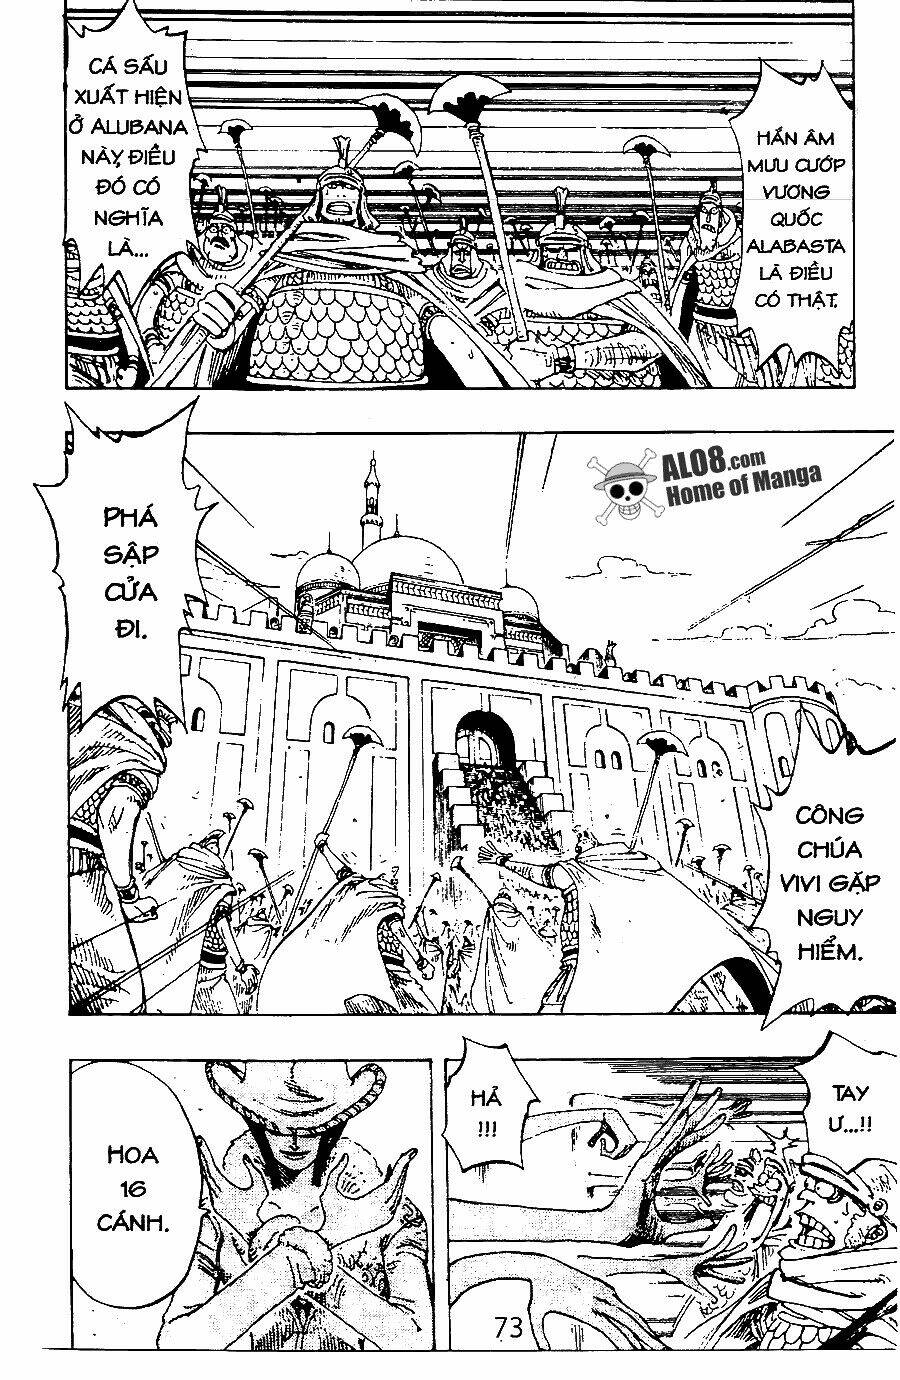 HẮN ÂM
MƯU CƯỚP
VƯƠNG
QUỐC
ALABASTA
LÀ ĐIỀU
CÓ THẬT.
CÁ SẤU
XUẤT HIỆN
Ở ALUBANA
NÀY, ĐIỀU
ĐÓ CÓ
NGHĨA
LÀ...
AL08.com
Home of Manga
PHÁ
SẬP
CỬA
ĐI.
CÔNG
CHÚA
VIVI GẶP
NGUY
HIỂM.
HOA
16
CÁNH.
HẢ
!!!
TAY
Ư...!!
73